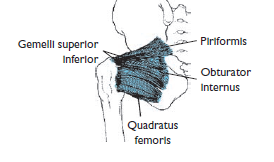 Gemelli superior
inferior
Piriformis
Obturator
internus
Quadratus
femoris